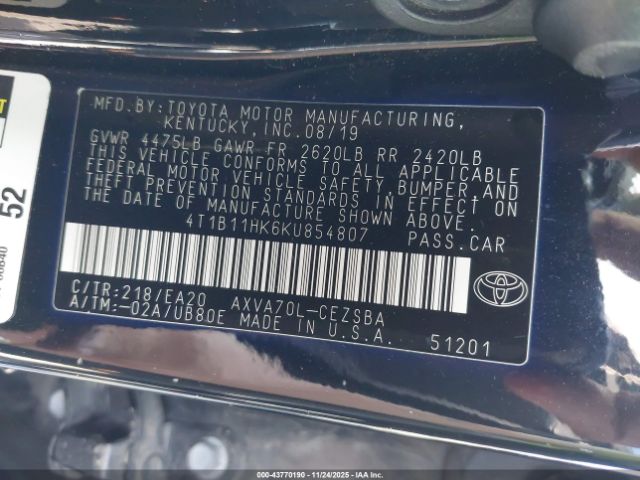 MFD. BY: TOYOTA MOTOR MANUFACTURING,
KENTUCKY, INC. 08/19
GVWR 4475LB GAWR FR 2620LB RR 2420LB
THIS VEHICLE CONFORMS TO ALL APPLICABLE
FEDERAL MOTOR VEHICLE SAFETY, BUMPER, AND
THEFT PREVENTION STANDARDS IN EFFECT ON
THE DATE OF MANUFACTURE SHOWN ABOVE.
4T1B11HK6KU854807 PASS. CAR
C/TR: 218/EA20 AXVA70L-CEZSBA
A/TM: -02A/UB80E MADE IN U.S.A.
51201
52
000-43770190 - 11/24/2025 - IAAI.COM